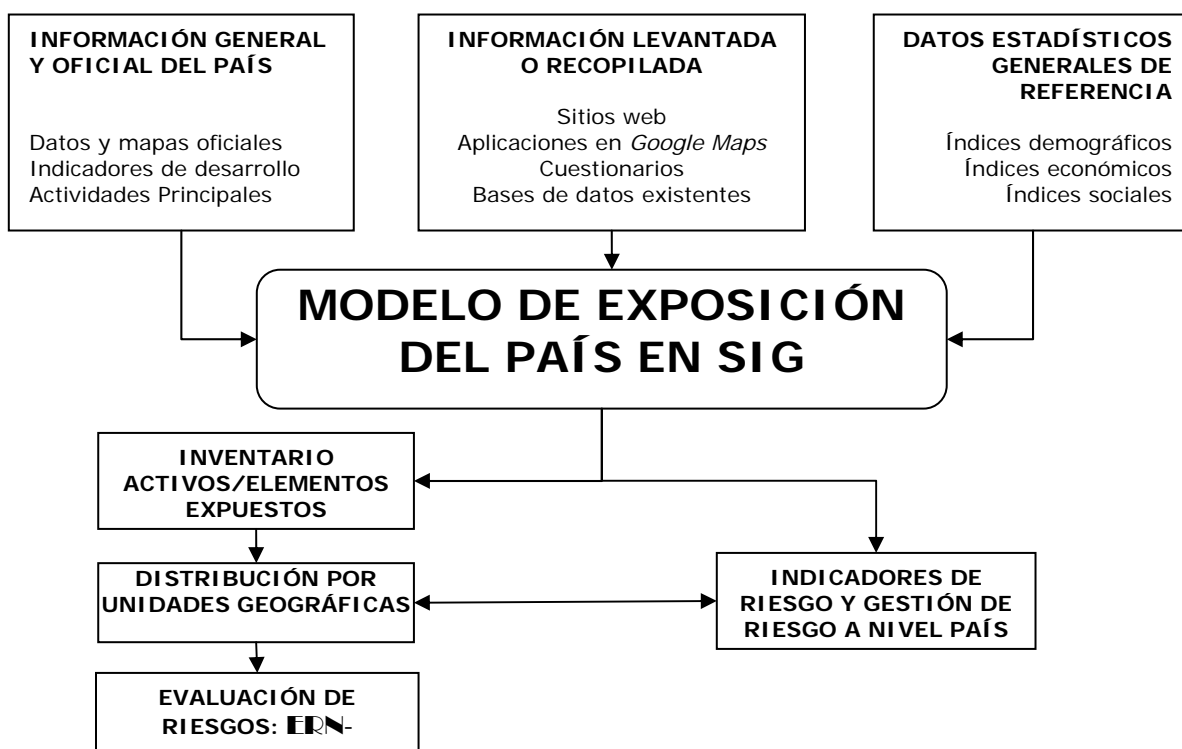 INFORMACIÓN GENERAL
Y OFICIAL DEL PAÍS
Datos y mapas oficiales
Indicadores de desarrollo
Actividades Principales
INFORMACIÓN LEVANTADA
O RECOPILADA
Sitios web
Aplicaciones en Google Maps
Cuestionarios
Bases de datos existentes
DATOS ESTADÍSTICOS
GENERALES DE
REFERENCIA
Índices demográficos
Índices económicos
Índices sociales
MODELO DE EXPOSICIÓN
DEL PAÍS EN SIG
INVENTARIO
ACTIVOS/ELEMENTOS
EXPUESTOS
DISTRIBUCIÓN POR
UNIDADES GEOGRÁFICAS
INDICADORES DE
RIESGO Y GESTIÓN DE
RIESGO A NIVEL PAÍS
EVALUACIÓN DE
RIESGOS: ERN-